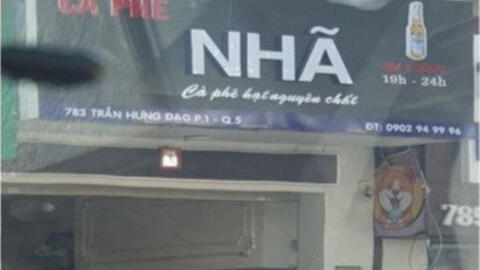 CÀ PHÊ
NHÃ
Cà phê hạt nguyên chất
19h - 24h
783 TRẦN HƯNG ĐẠO P.1 - Q.5
ĐT: 0902 94 99 96
785